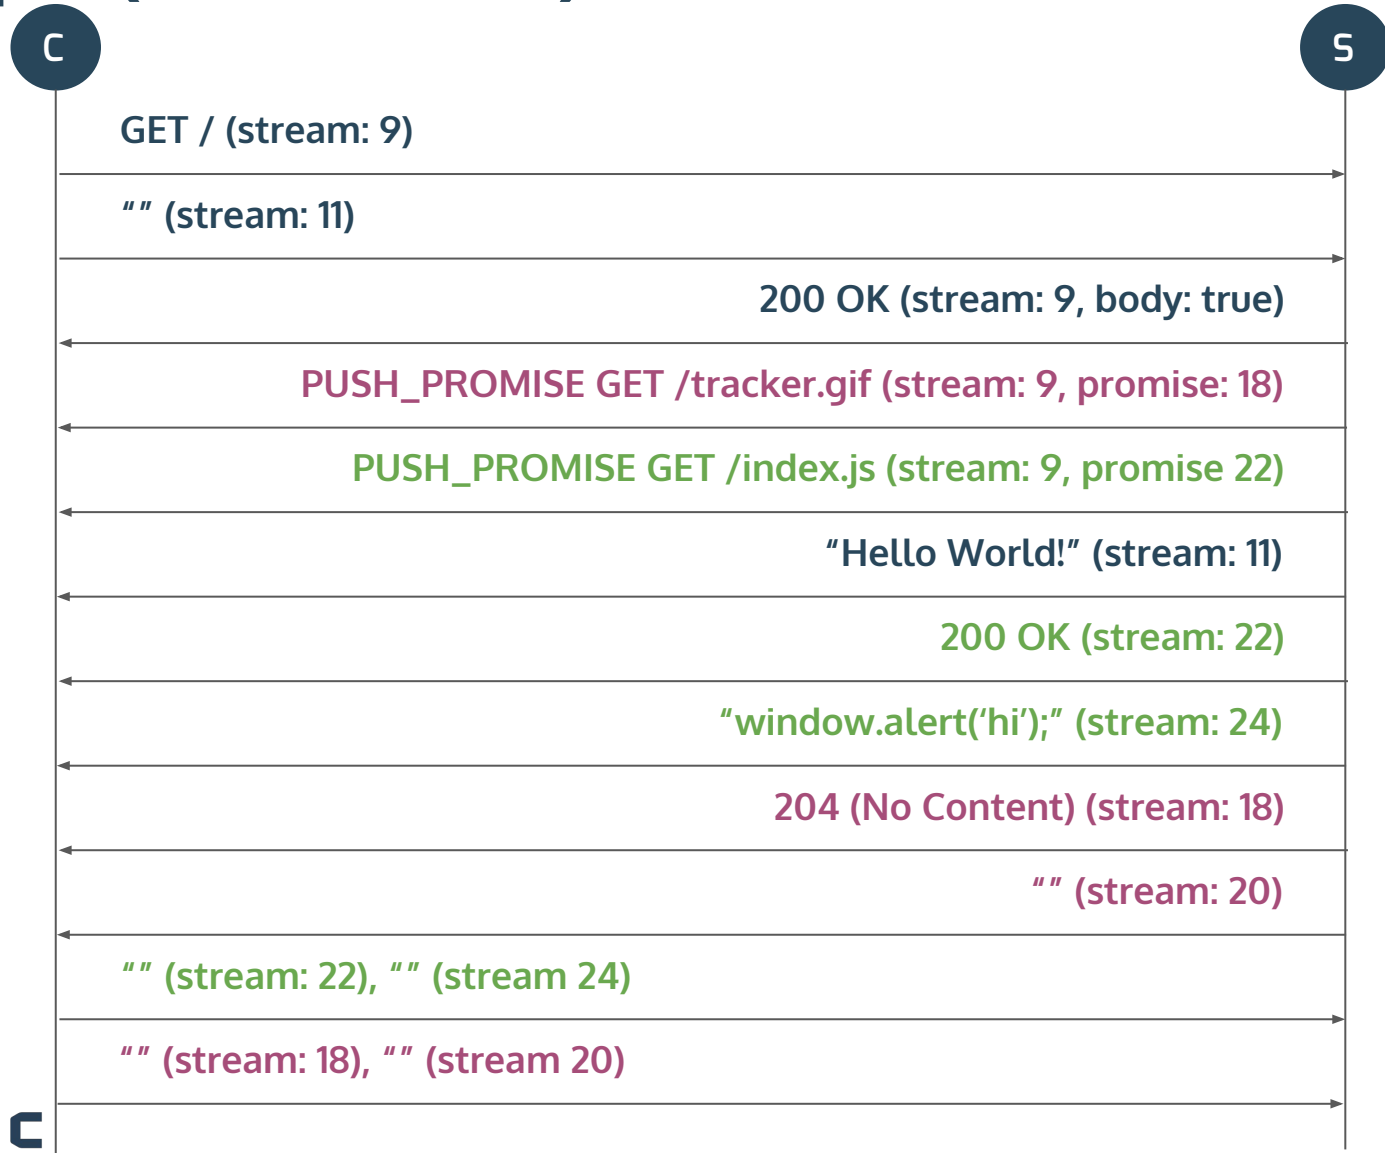 C
S
GET / (stream: 9)
“” (stream: 11)
200 OK (stream: 9, body: true)
PUSH_PROMISE GET /tracker.gif (stream: 9, promise: 18)
PUSH_PROMISE GET /index.js (stream: 9, promise 22)
“Hello World!” (stream: 11)
200 OK (stream: 22)
“window.alert(‘hi’);” (stream: 24)
204 (No Content) (stream: 18)
“” (stream: 20)
“” (stream: 22), “” (stream 24)
“” (stream: 18), “” (stream 20)